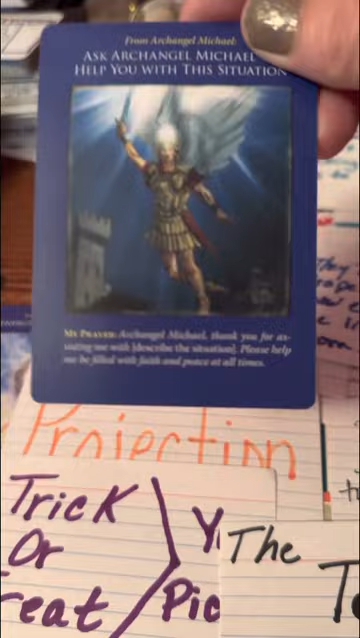 From Archangel Michael:
ASK ARCHANGEL MICHAEL
HELP YOU WITH THIS SITUATION
MY PRAYER: Archangel Michael, thank you for as-
sisting me with [describe the situation]. Please help
me be filled with faith and peace at all times.
Projection
Trick
Or
reat
Y
Pic
The